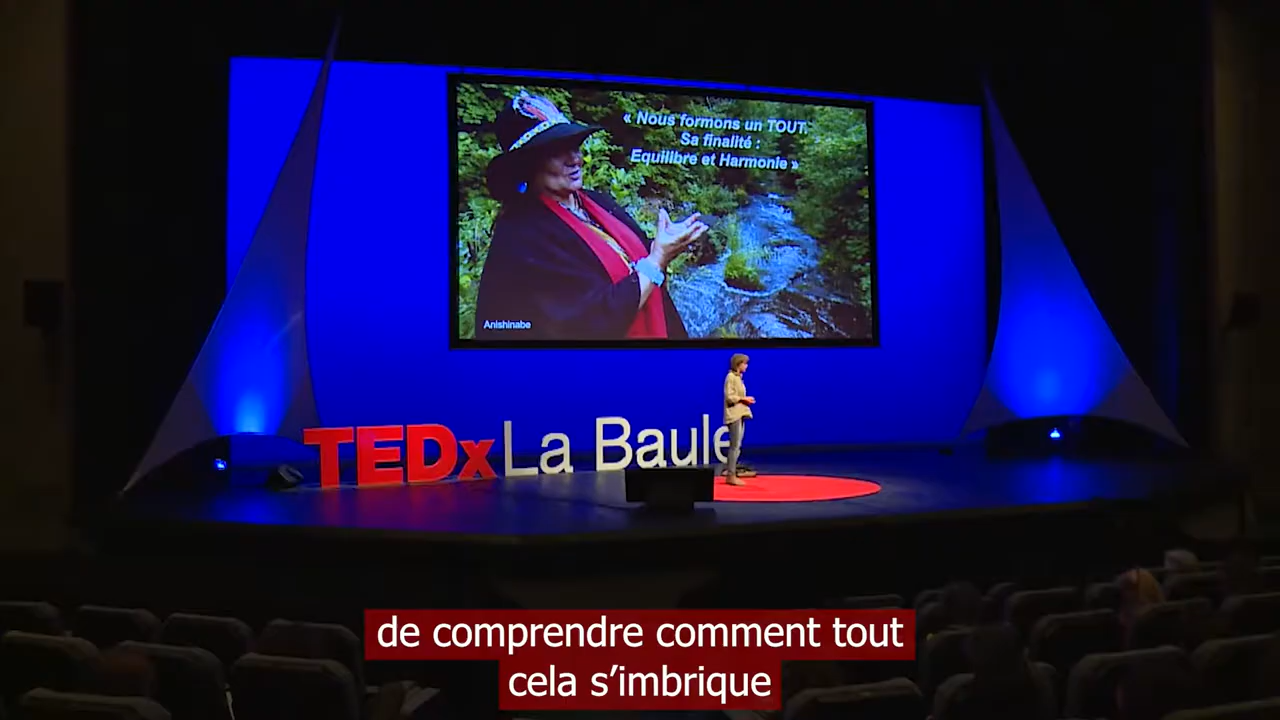 « Nous formons un TOUT.
Sa finalité :
Equilibre et Harmonie »
Anishinabe
TEDx La Baule
de comprendre comment tout
cela s’imbrique